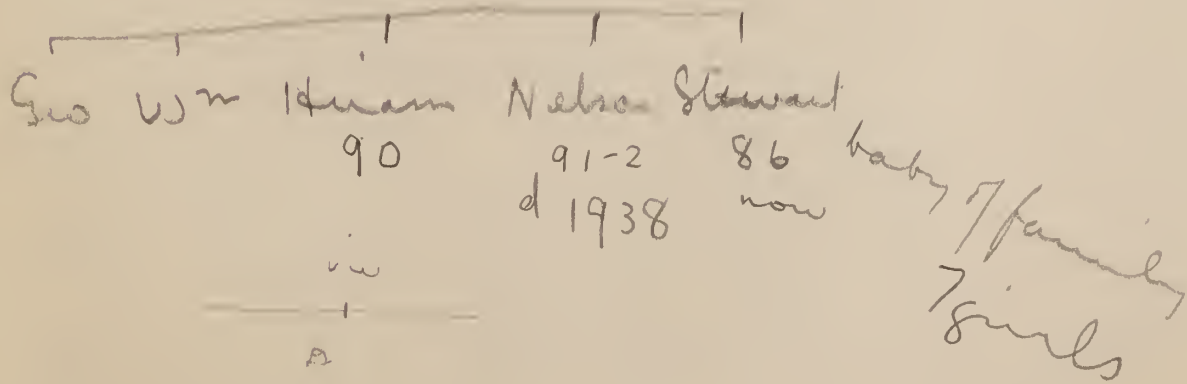 Geo Wm Hiram Nelson Stewart
90 91-2 86 baby of family
d 1938 now
7 girls